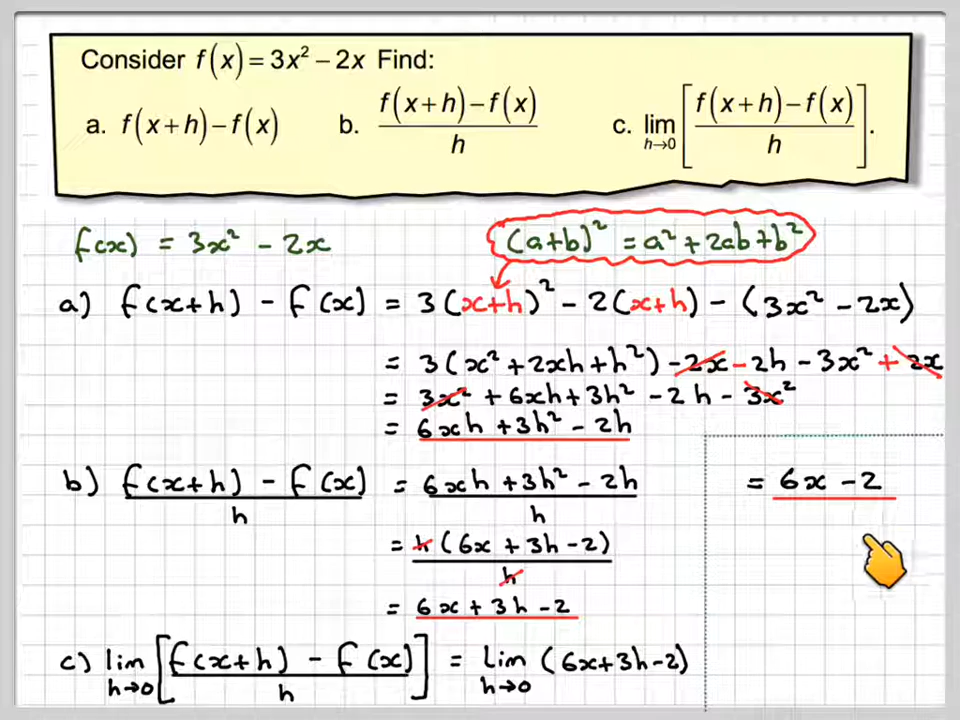 Consider f(x) = 3x² − 2x Find:
a. f(x+h) − f(x)   b. (f(x+h) − f(x))/h   c. lim h→0 [(f(x+h) − f(x))/h].
f(x) = 3x² − 2x   (a+b)² = a² + 2ab + b²
a) f(x+h) − f(x) = 3(x+h)² − 2(x+h) − (3x² − 2x)
= 3(x² + 2xh + h²) − 2x − 2h − 3x² + 2x
= 3x² + 6xh + 3h² − 2h − 3x²
= 6xh + 3h² − 2h
b) (f(x+h) − f(x))/h = (6xh + 3h² − 2h)/h
= h(6x + 3h − 2)/h
= 6x + 3h − 2
c) lim h→0 [(f(x+h) − f(x))/h] = lim h→0 (6x + 3h − 2)
= 6x − 2